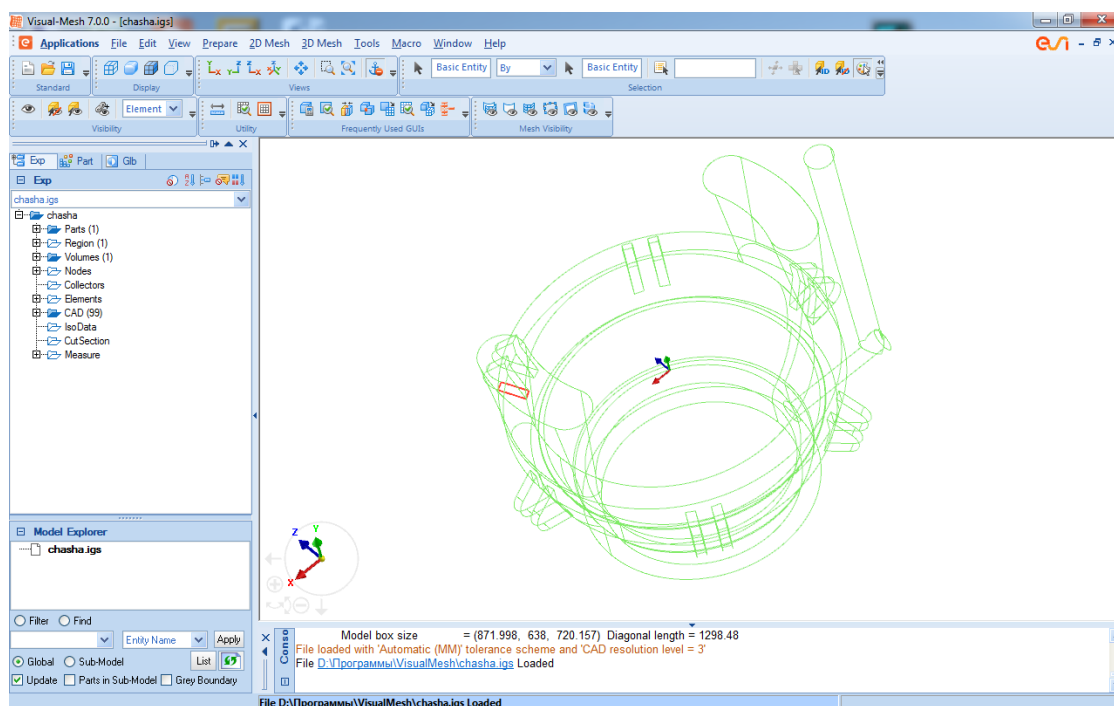 Visual-Mesh 7.0.0 - [chasha.igs]
Applications File Edit View Prepare 2D Mesh 3D Mesh Tools Macro Window Help
esi
Basic Entity By Basic Entity
Standard Display Views Selection
Element
Visibility Utility Frequently Used GUIs Mesh Visibility
Exp Part Glb
Exp
chasha.igs
chasha
Parts (1)
Region (1)
Volumes (1)
Nodes
Collectors
Elements
CAD (99)
IsoData
CutSection
Measure
Z Y
X
Model Explorer
chasha.igs
Filter Find
Entity Name Apply
Global Sub-Model List
Update Parts in Sub-Model Grey Boundary
Conso
Model box size = (871.998, 638, 720.157) Diagonal length = 1298.48
File loaded with 'Automatic (MM)' tolerance scheme and 'CAD resolution level = 3'
File D:\Программы\VisualMesh\chasha.igs Loaded
File D:\Программы\VisualMesh\chasha.igs Loaded